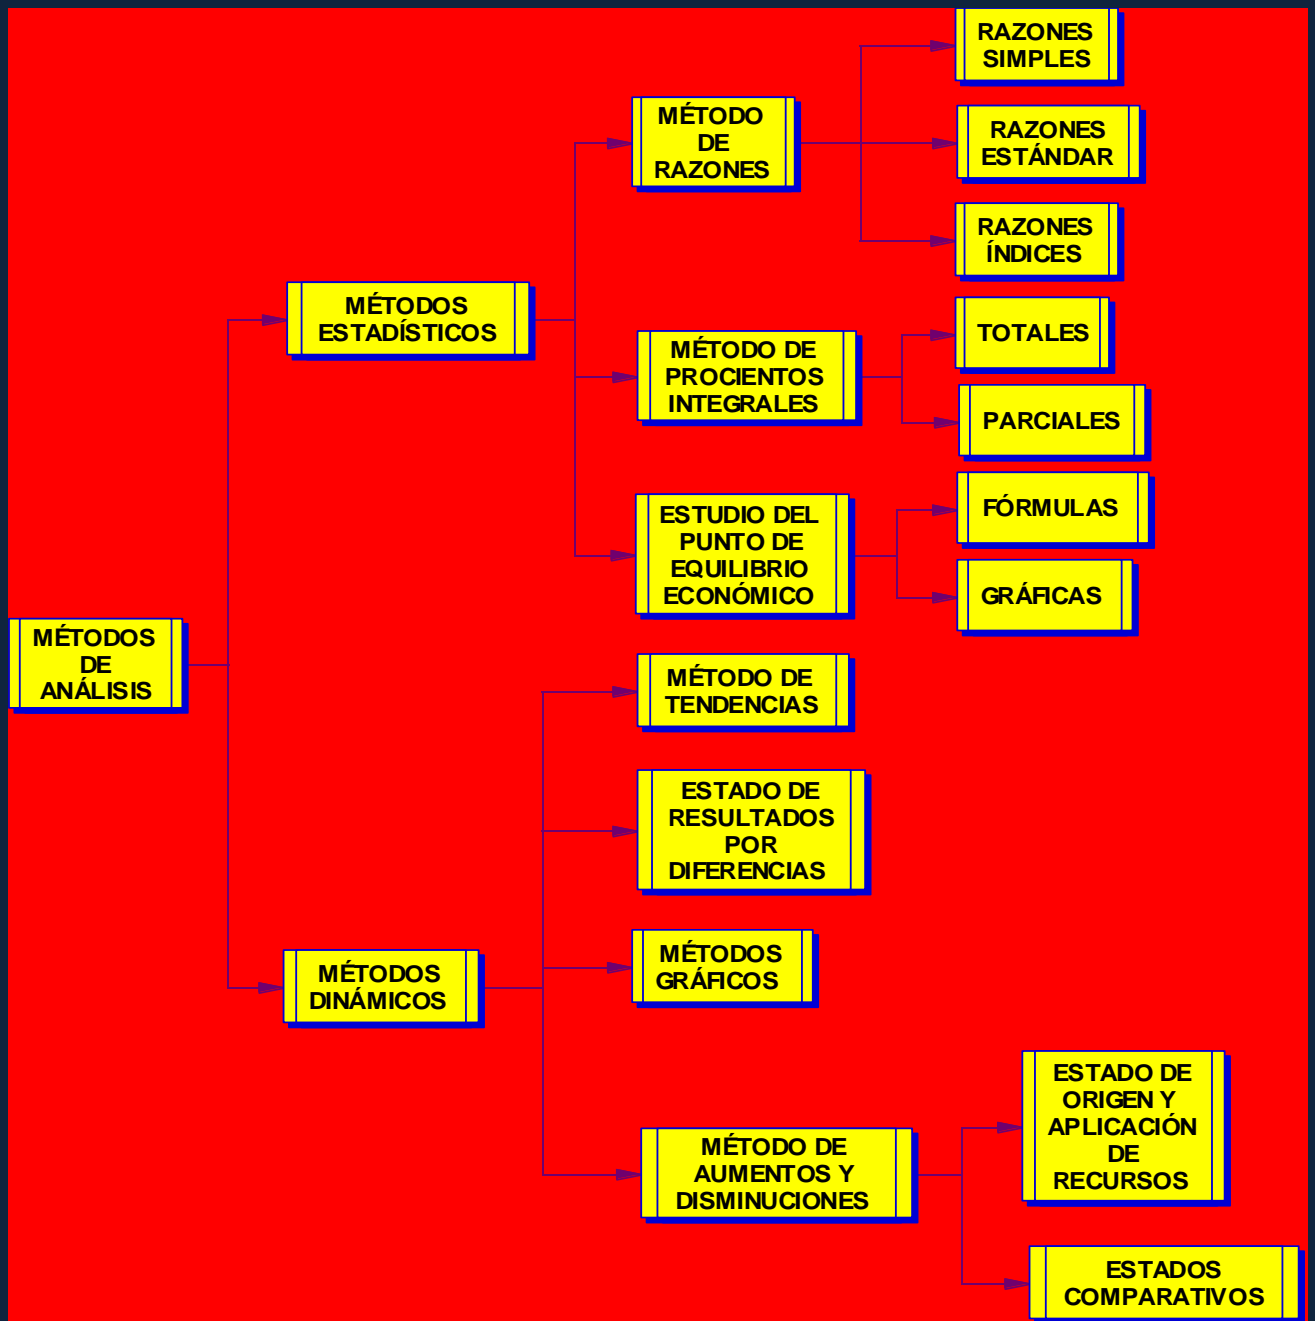 MÉTODOS
DE
ANÁLISIS
MÉTODOS
ESTADÍSTICOS
MÉTODO
DE
RAZONES
RAZONES
SIMPLES
RAZONES
ESTÁNDAR
RAZONES
ÍNDICES
MÉTODO DE
PROCIENTOS
INTEGRALES
TOTALES
PARCIALES
ESTUDIO DEL
PUNTO DE
EQUILIBRIO
ECONÓMICO
FÓRMULAS
GRÁFICAS
MÉTODOS
DINÁMICOS
MÉTODO DE
TENDENCIAS
ESTADO DE
RESULTADOS
POR
DIFERENCIAS
MÉTODOS
GRÁFICOS
MÉTODO DE
AUMENTOS Y
DISMINUCIONES
ESTADO DE
ORIGEN Y
APLICACIÓN
DE
RECURSOS
ESTADOS
COMPARATIVOS